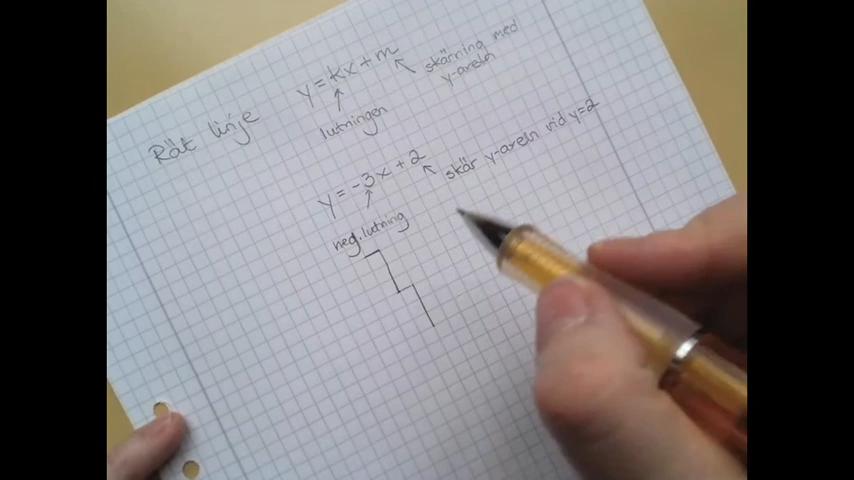 Rät linje
y=kx+m
lutningen
skärning med
y-axeln
y=-3x+2
neg.lutning
skär y-axeln vid y=2